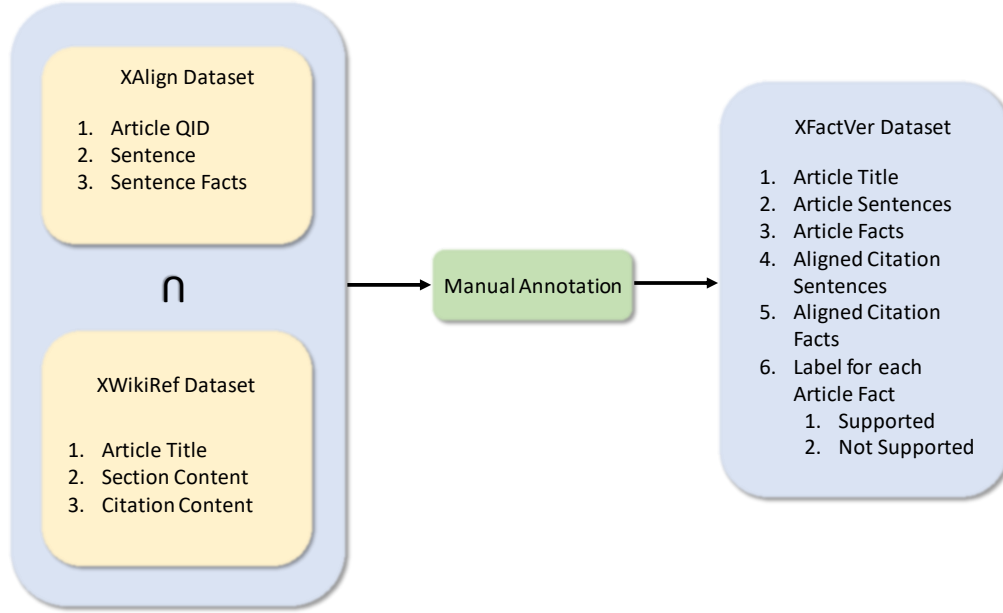 XAlign Dataset
1. Article QID
2. Sentence
3. Sentence Facts
∩
XWikiRef Dataset
1. Article Title
2. Section Content
3. Citation Content
Manual Annotation
XFactVer Dataset
1. Article Title
2. Article Sentences
3. Article Facts
4. Aligned Citation
Sentences
5. Aligned Citation
Facts
6. Label for each
Article Fact
1. Supported
2. Not Supported